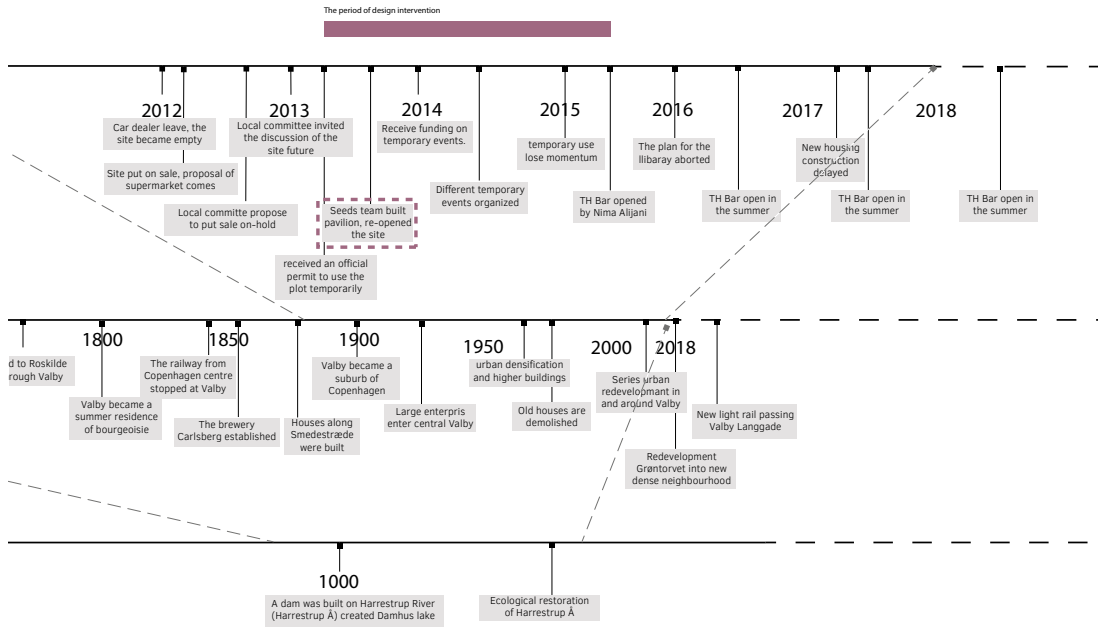 The period of design intervention
2012
2013
2014
2015
2016
2017
2018
Car dealer leave, the
site became empty
Local committee invited
the discussion of the
site future
Receive funding on
temporary events.
temporary use
lose momentum
The plan for the
llibaray aborted
New housing
construction
delayed
Site put on sale, proposal of
supermarket comes
Different temporary
events organized
TH Bar opened
by Nima Alijani
TH Bar open in
the summer
TH Bar open in
the summer
TH Bar open in
the summer
Local committe propose
to put sale on-hold
Seeds team built
pavilion, re-opened
the site
received an official
permit to use the
plot temporarily
1800
1850
1900
1950
2000
2018
d to Roskilde
rough Valby
The railway from
Copenhagen centre
stopped at Valby
Valby became a
suburb of
Copenhagen
urban densification
and higher buildings
Series urban
redevelopmant in
and around Valby
Valby became a
summer residence
of bourgeoisie
The brewery
Carlsberg established
Houses along
Smedestræde
were built
Large enterpris
enter central Valby
Old houses are
demolished
New light rail passing
Valby Langgade
Redevelopment
Grøntorvet into new
dense neighbourhood
1000
A dam was built on Harrestrup River
(Harrestrup Å) created Damhus lake
Ecological restoration
of Harrestrup Å